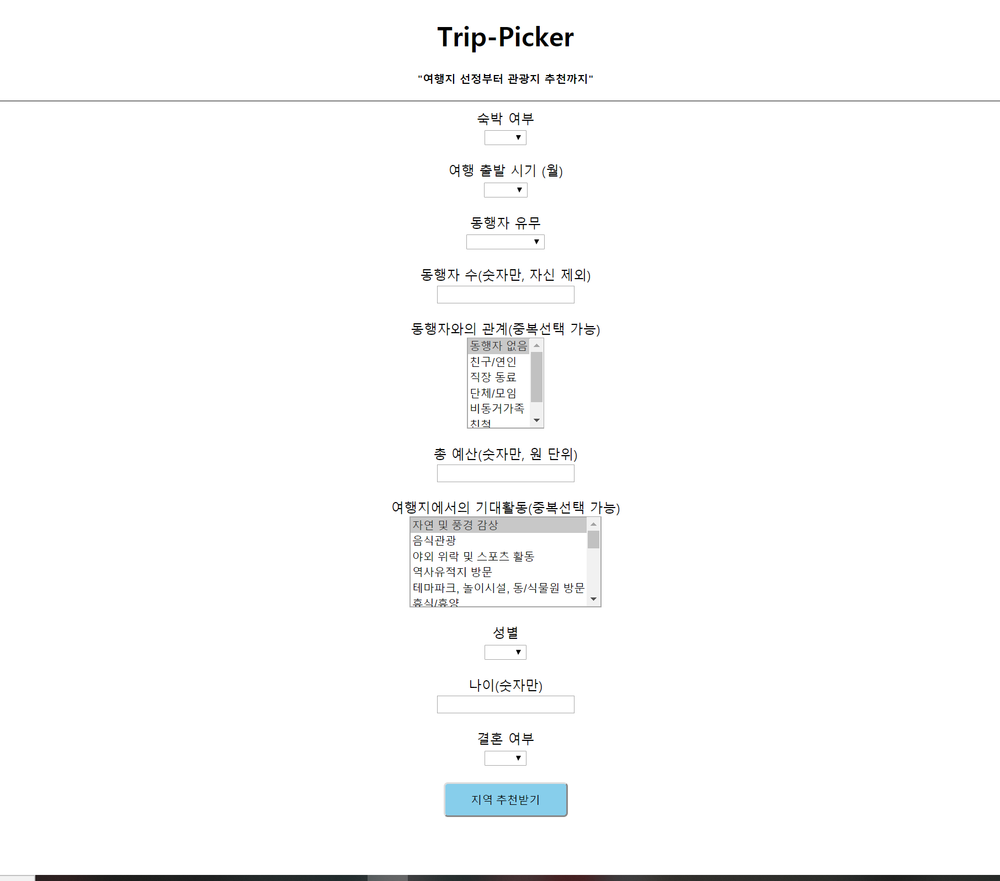 Trip-Picker
"여행지 선정부터 관광지 추천까지"
숙박 여부
여행 출발 시기 (월)
동행자 유무
동행자 수(숫자만, 자신 제외)
동행자와의 관계(중복선택 가능)
동행자 없음
친구/연인
직장 동료
단체/모임
비동거가족
친척
총 예산(숫자만, 원 단위)
여행지에서의 기대활동(중복선택 가능)
자연 및 풍경 감상
음식관광
야외 위락 및 스포츠 활동
역사유적지 방문
테마파크, 놀이시설, 동/식물원 방문
휴식/휴양
성별
나이(숫자만)
결혼 여부
지역 추천받기